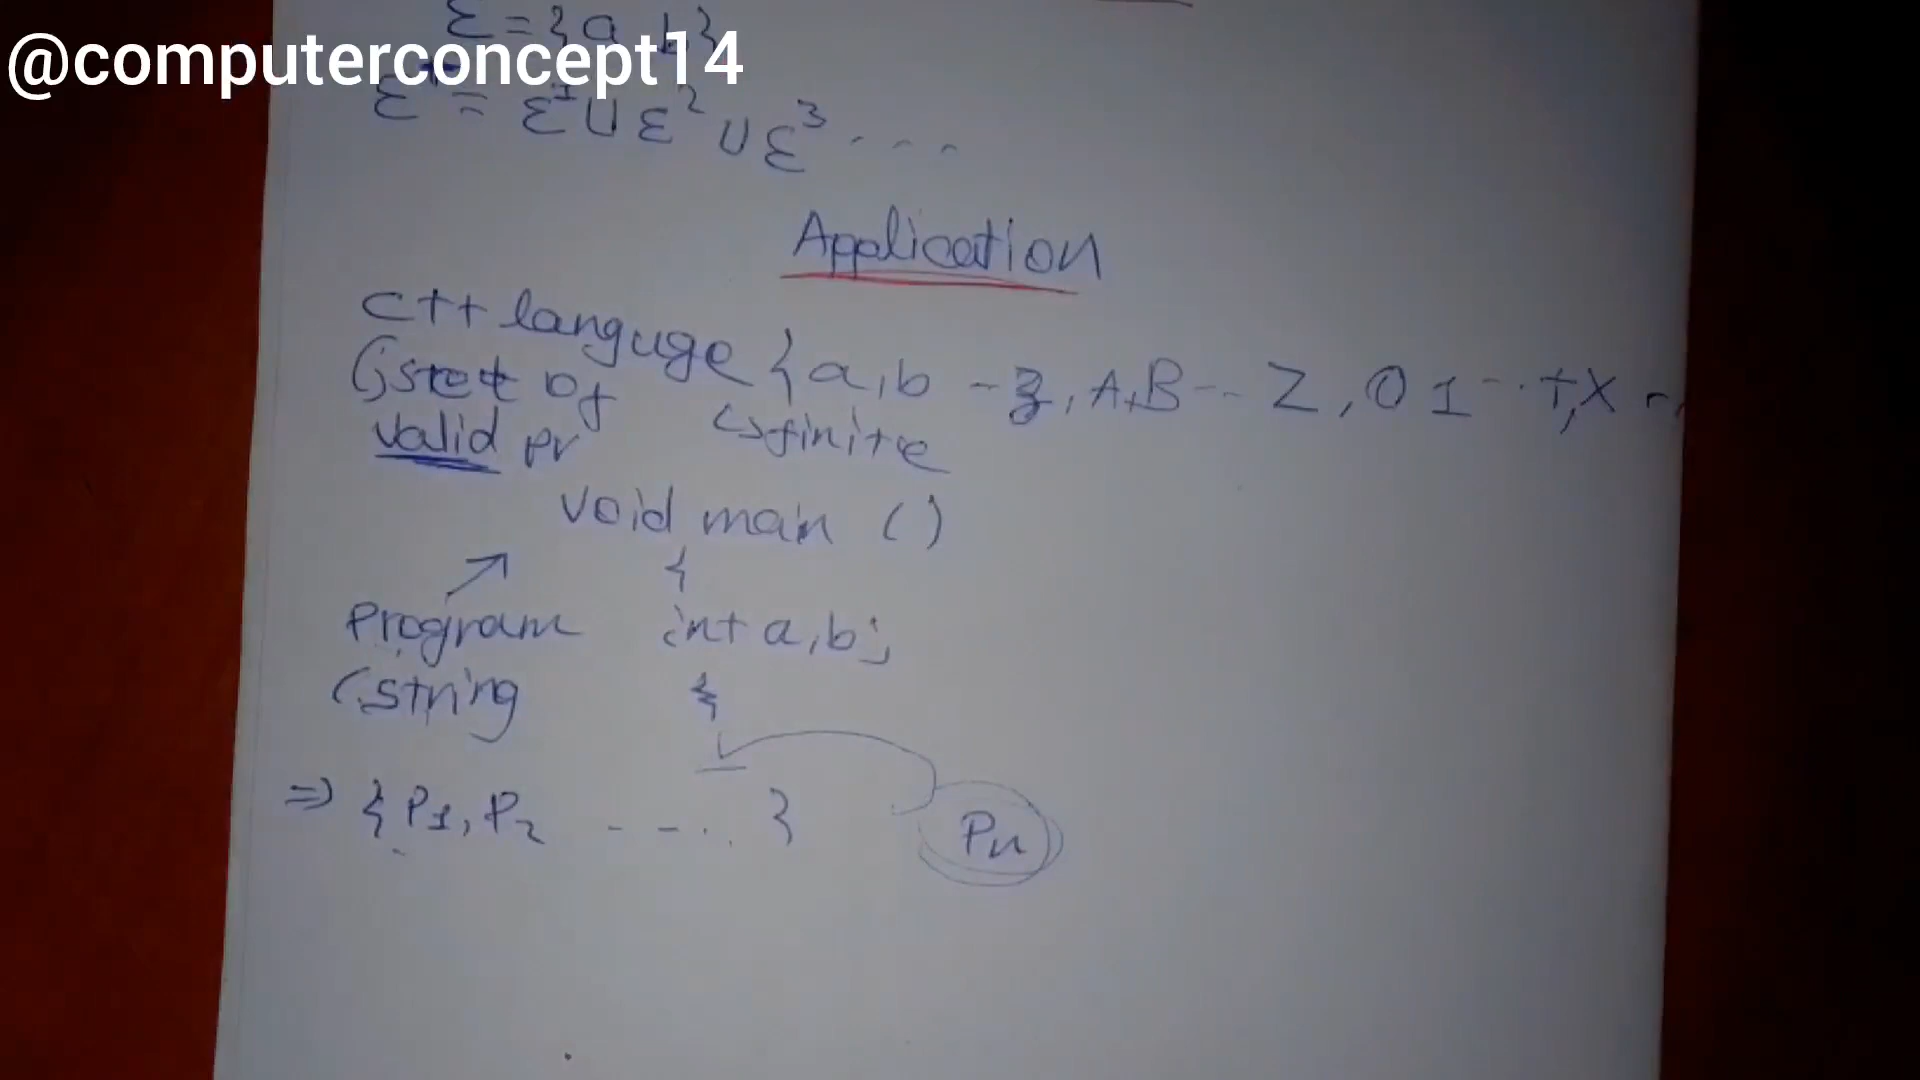 Σ = {a, b}
@computerconcept14
Σ⁺ = Σ¹ U Σ² U Σ³ ...
Application
C++ languge {a,b --z, A,B-- Z, 0 1 -- +,X -,
↳ set of
↳ finite
valid pr
void main ()
{
Program int a,b;
↳ string }
⇒ {P1, P2 ----. }
Pn